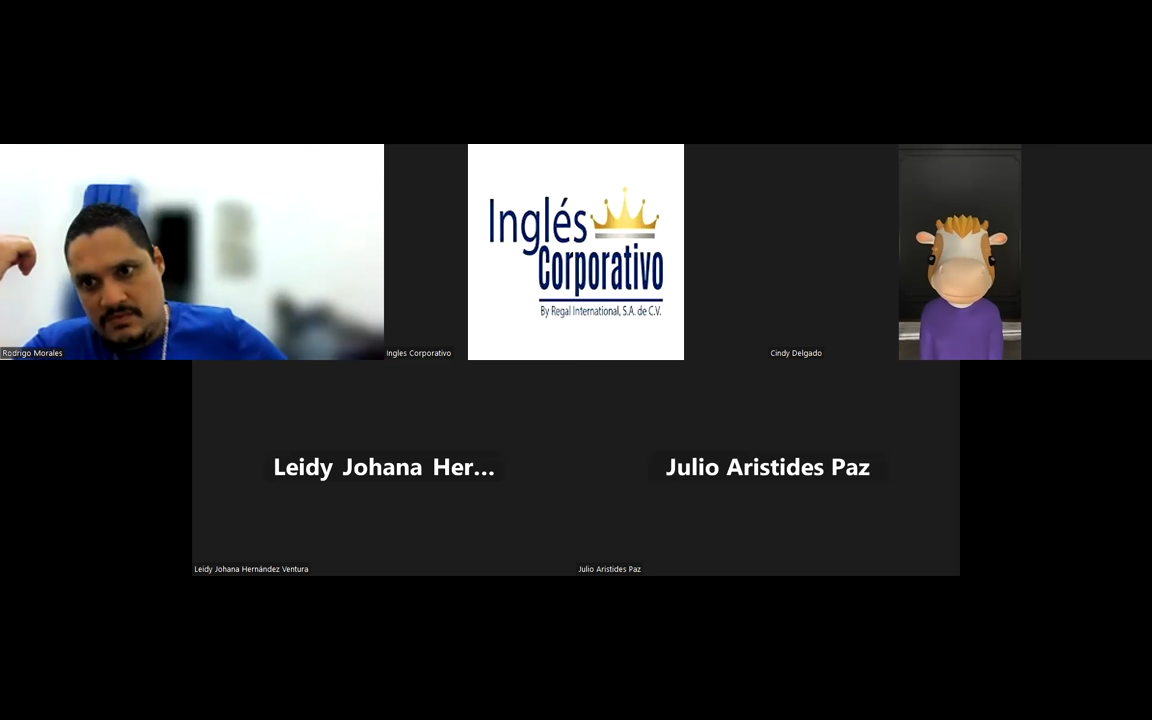 Inglés
Corporativo
By Regal International, S.A. de C.V.
Rodrigo Morales
Ingles Corporativo
Cindy Delgado
Leidy Johana Her...
Julio Aristides Paz
Leidy Johana Hernández Ventura
Julio Aristides Paz